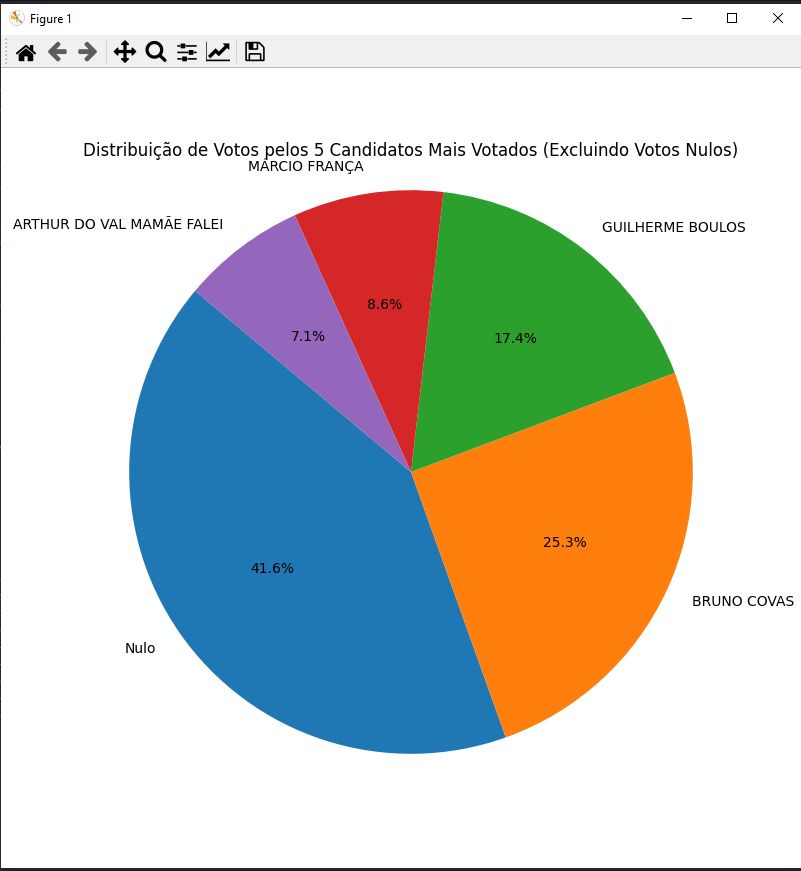 Figure 1
Distribuição de Votos pelos 5 Candidatos Mais Votados (Excluindo Votos Nulos)
MÁRCIO FRANÇA
ARTHUR DO VAL MAMÃE FALEI
GUILHERME BOULOS
8.6%
7.1%
17.4%
25.3%
41.6%
BRUNO COVAS
Nulo